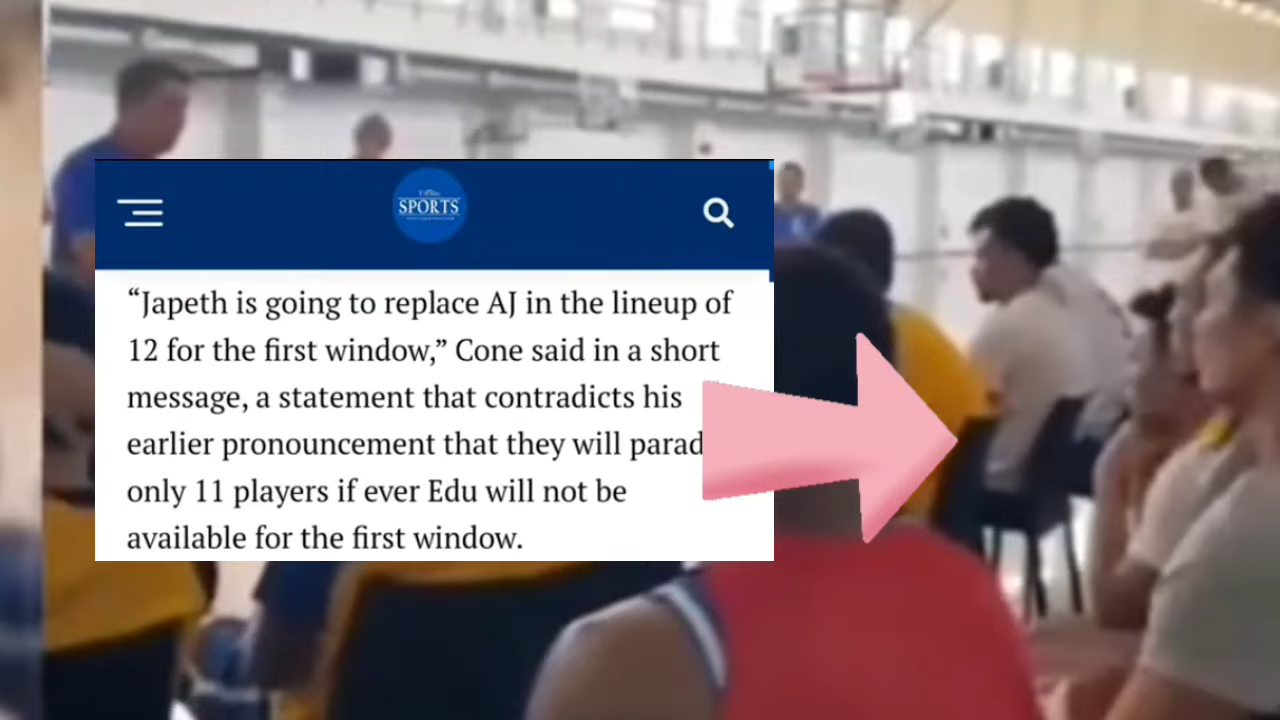 SPORTS
“Japeth is going to replace AJ in the lineup of
12 for the first window,” Cone said in a short
message, a statement that contradicts his
earlier pronouncement that they will parad
only 11 players if ever Edu will not be
available for the first window.